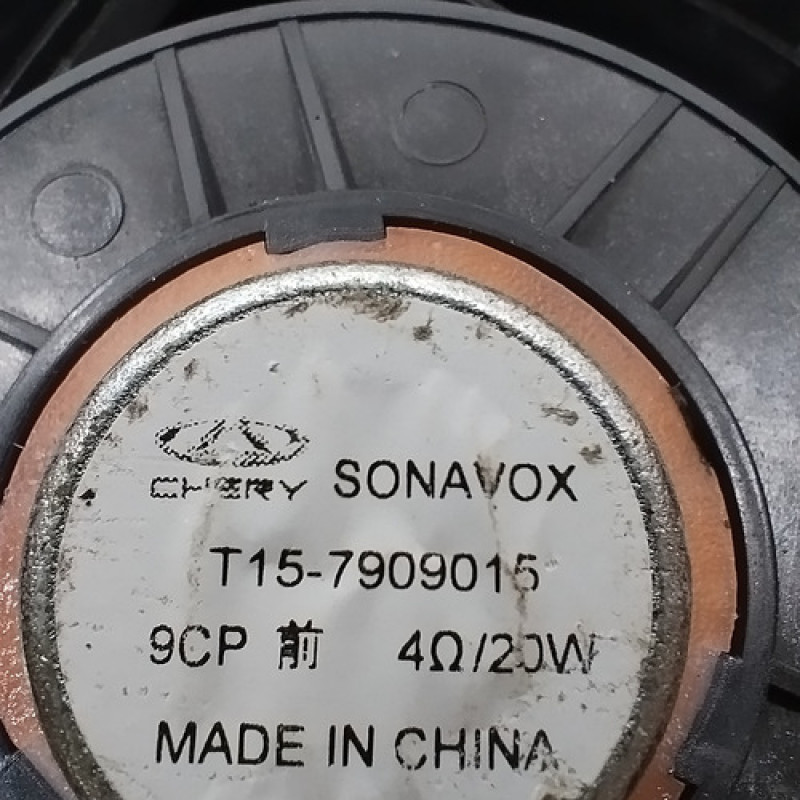 CHERY SONAVOX
T15-7909015
9CP 前 4Ω/20W
MADE IN CHINA